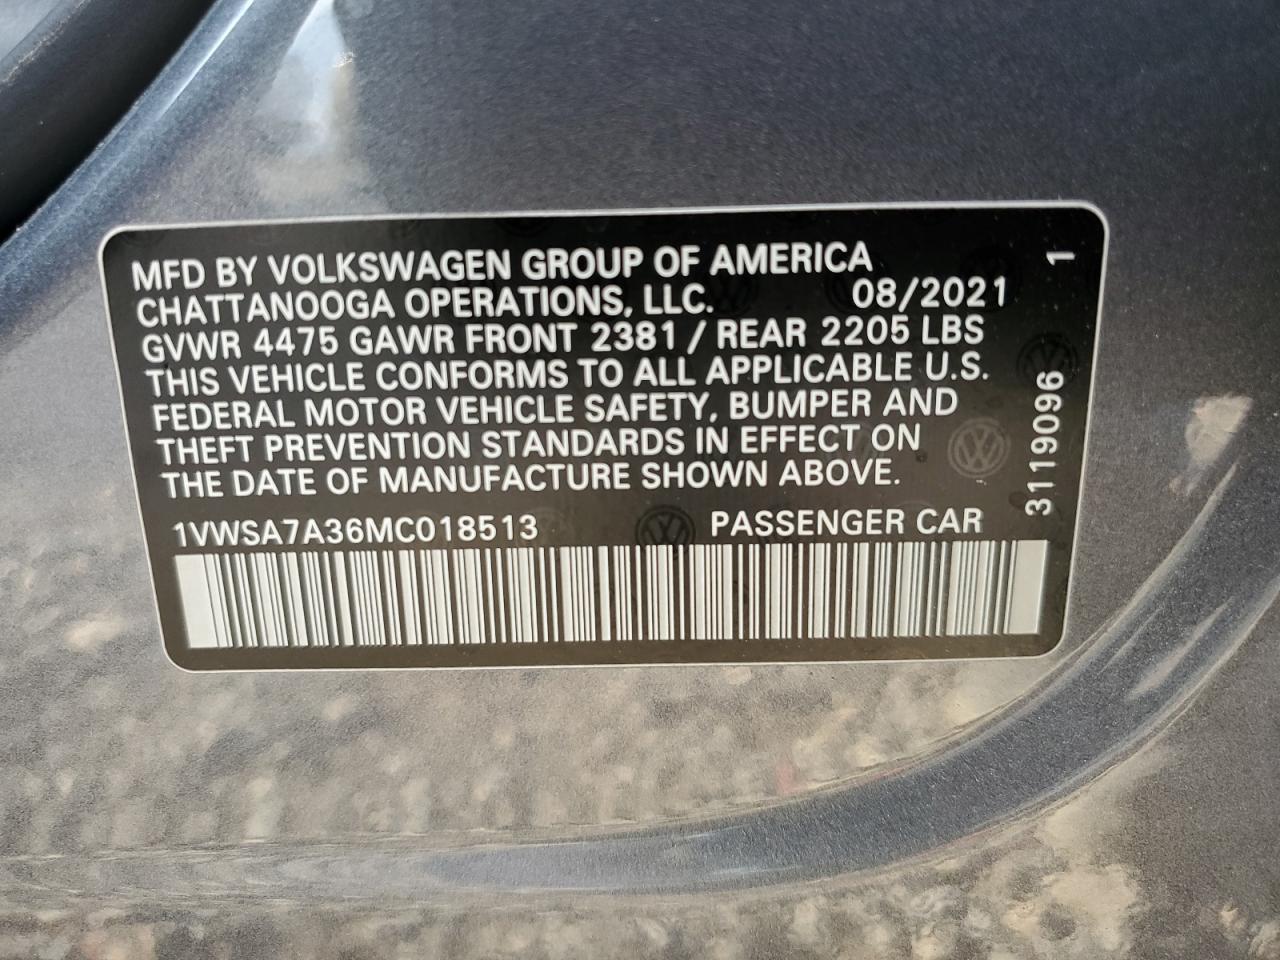 MFD BY VOLKSWAGEN GROUP OF AMERICA
CHATTANOOGA OPERATIONS, LLC. 08/2021
GVWR 4475 GAWR FRONT 2381 / REAR 2205 LBS
THIS VEHICLE CONFORMS TO ALL APPLICABLE U.S.
FEDERAL MOTOR VEHICLE SAFETY, BUMPER AND
THEFT PREVENTION STANDARDS IN EFFECT ON
THE DATE OF MANUFACTURE SHOWN ABOVE.
1VWSA7A36MC018513 PASSENGER CAR
3119096 1